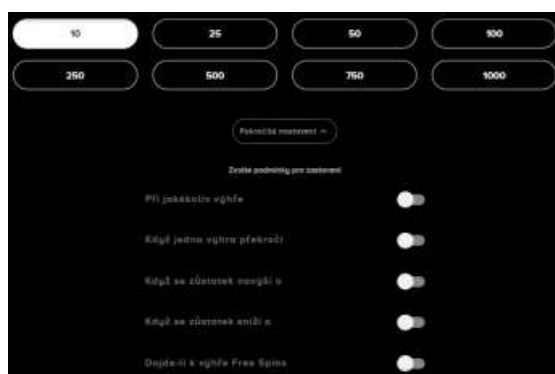 10 25 50 100
250 500 750 1000
Pokročilá nastavení
Zvolte podmínky pro zastavení
Při jakékoliv výhře
Když jedna výhra překročí
Když se zůstatek navýší o
Když se zůstatek sníží o
Dojde-li k výhře Free Spins